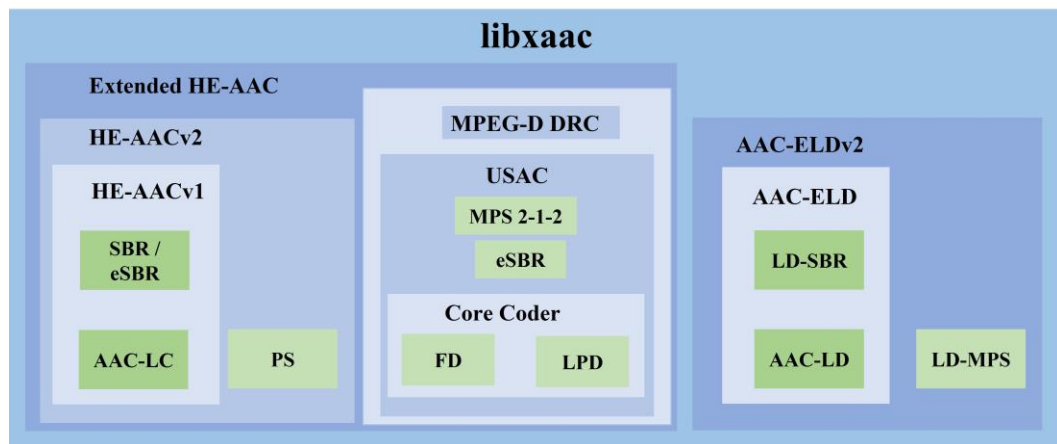 libxaac
Extended HE-AAC
HE-AACv2
HE-AACv1
SBR /
eSBR
AAC-LC
PS
MPEG-D DRC
USAC
MPS 2-1-2
eSBR
Core Coder
FD
LPD
AAC-ELDv2
AAC-ELD
LD-SBR
AAC-LD
LD-MPS